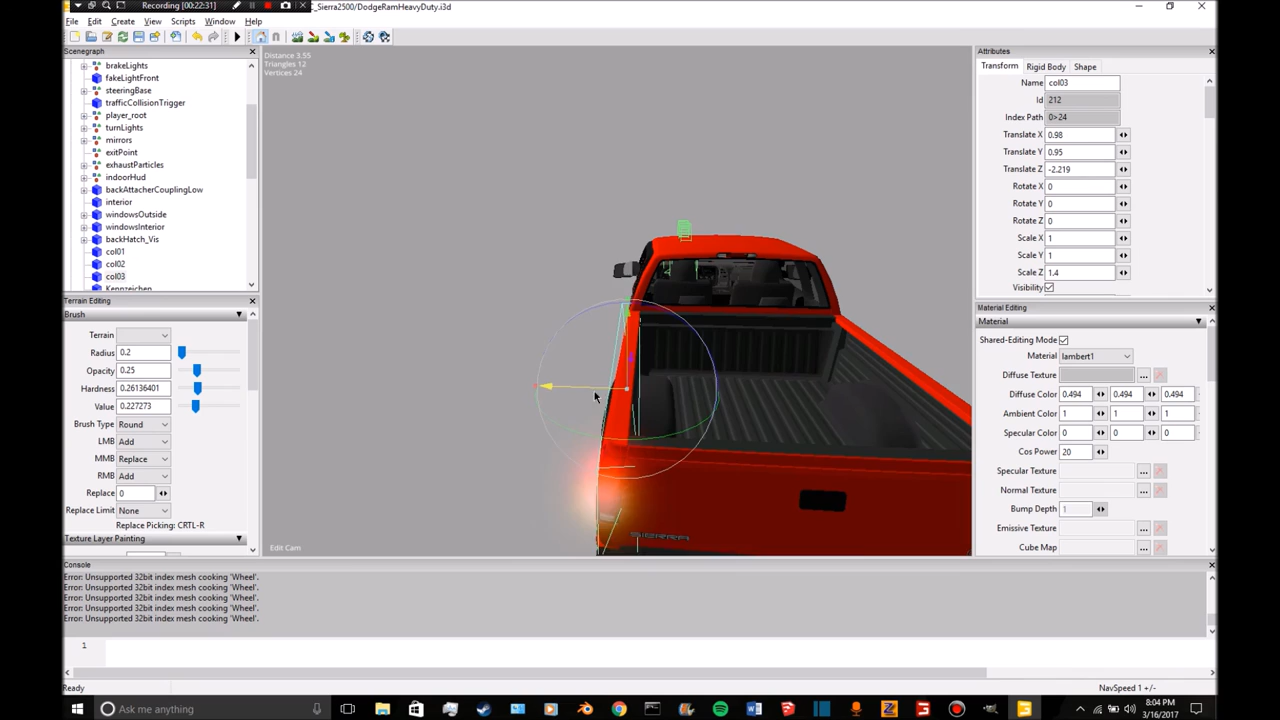 Recording [00:22:31]
_Sierra2500/DodgeRamHeavyDuty.i3d
File Edit Create View Scripts Window Help
Scenegraph
brakeLights
fakeLightFront
steeringBase
trafficCollisionTrigger
player_root
turnLights
mirrors
exitPoint
exhaustParticles
indoorHud
backAttacherCouplingLow
interior
windowsOutside
windowsInterior
backHatch_Vis
col01
col02
col03
Kennzeichen
Terrain Editing
Brush
Terrain
Radius 0.2
Opacity 0.25
Hardness 0.26136401
Value 0.227273
Brush Type Round
LMB Add
MMB Replace
RMB Add
Replace 0
Replace Limit None
Replace Picking: CRTL-R
Texture Layer Painting
Distance 3.55
Triangles 12
Vertices 24
SIERRA
Edit Cam
Attributes
Transform Rigid Body Shape
Name col03
Id 212
Index Path 0>24
Translate X 0.98
Translate Y 0.95
Translate Z -2.219
Rotate X 0
Rotate Y 0
Rotate Z 0
Scale X 1
Scale Y 1
Scale Z 1.4
Visibility
Material Editing
Material
Shared-Editing Mode
Material lambert1
Diffuse Texture ...
Diffuse Color 0.494 0.494 0.494
Ambient Color 1 1 1
Specular Color 0 0 0
Cos Power 20
Specular Texture ...
Normal Texture ...
Bump Depth 1
Emissive Texture ...
Cube Map ...
Console
Error: Unsupported 32bit index mesh cooking 'Wheel'.
Error: Unsupported 32bit index mesh cooking 'Wheel'.
Error: Unsupported 32bit index mesh cooking 'Wheel'.
Error: Unsupported 32bit index mesh cooking 'Wheel'.
Error: Unsupported 32bit index mesh cooking 'Wheel'.
1
Ready
NavSpeed 1 +/-
Ask me anything
8:04 PM
3/16/2017